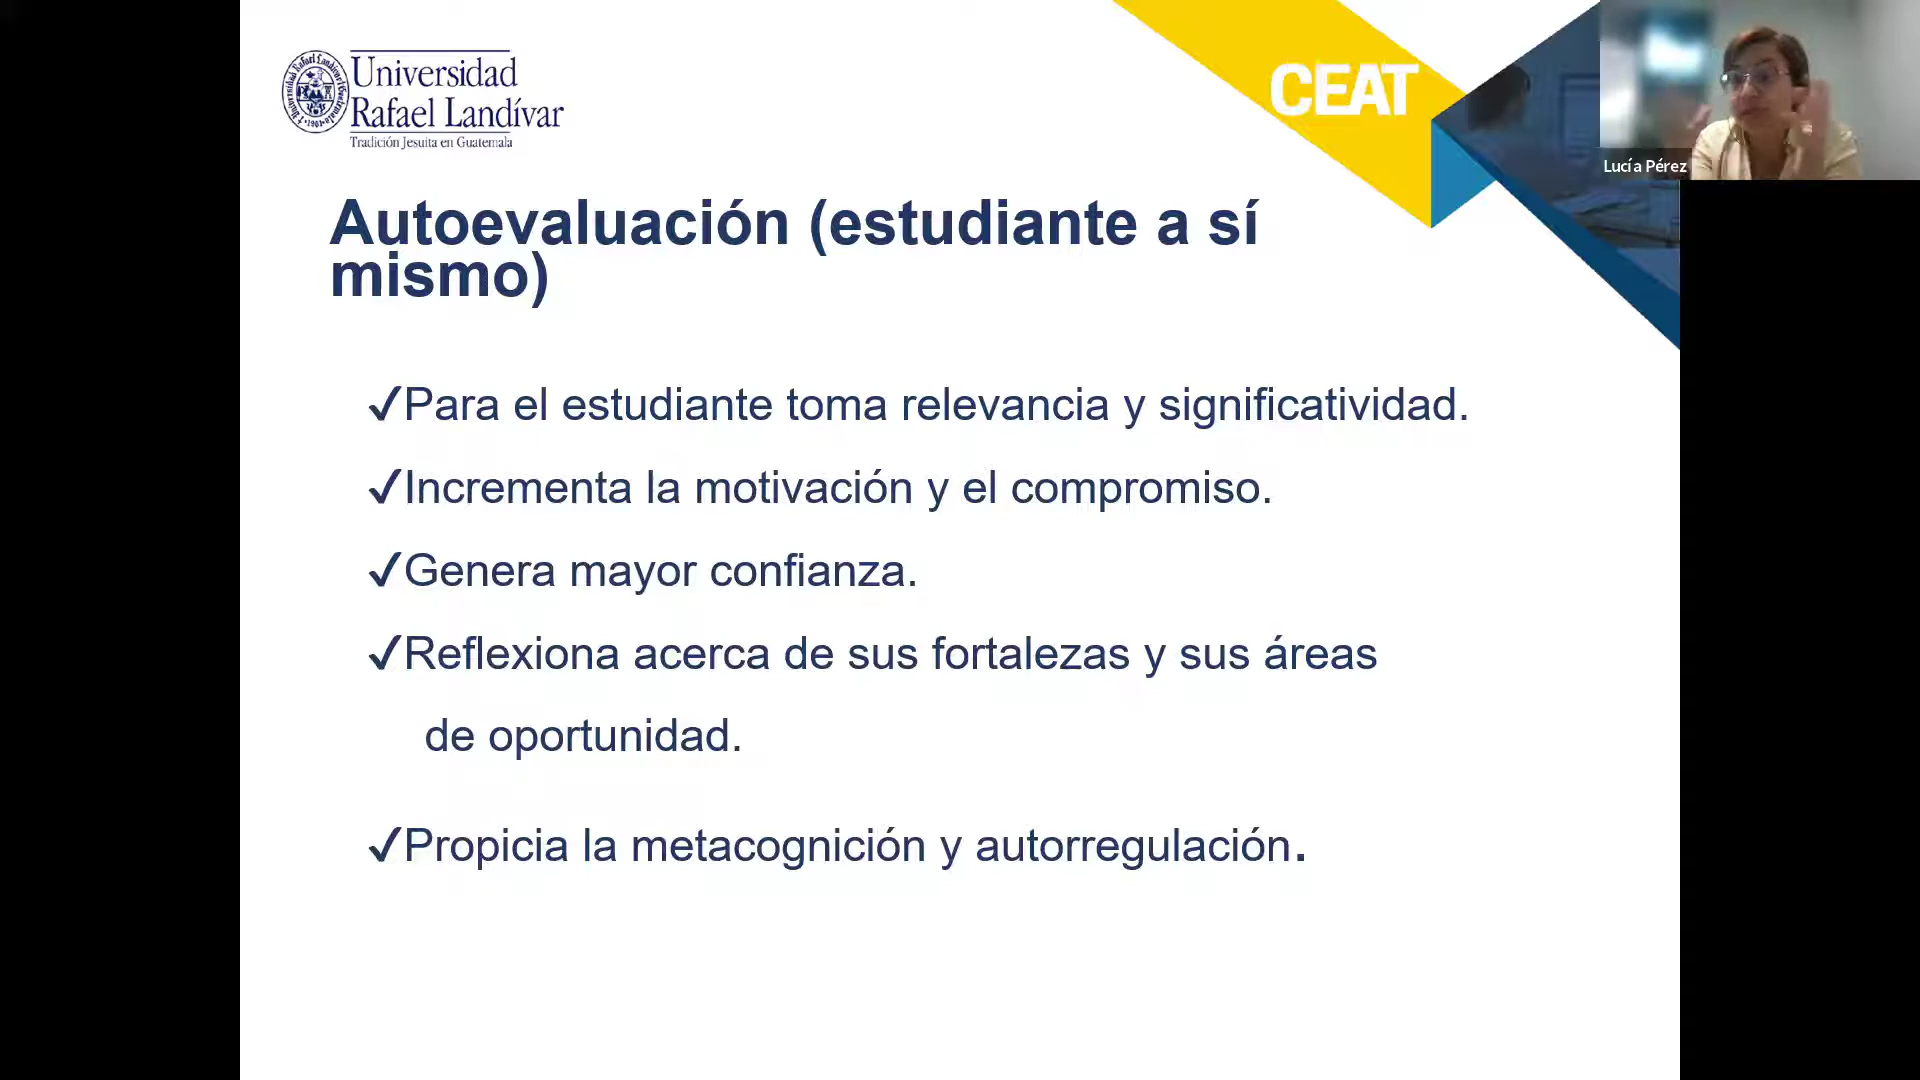 Universidad
Rafael Landívar
Tradición Jesuita en Guatemala
CEAT
Lucía Pérez
Autoevaluación (estudiante a sí
mismo)
✓Para el estudiante toma relevancia y significatividad.
✓Incrementa la motivación y el compromiso.
✓Genera mayor confianza.
✓Reflexiona acerca de sus fortalezas y sus áreas
de oportunidad.
✓Propicia la metacognición y autorregulación.